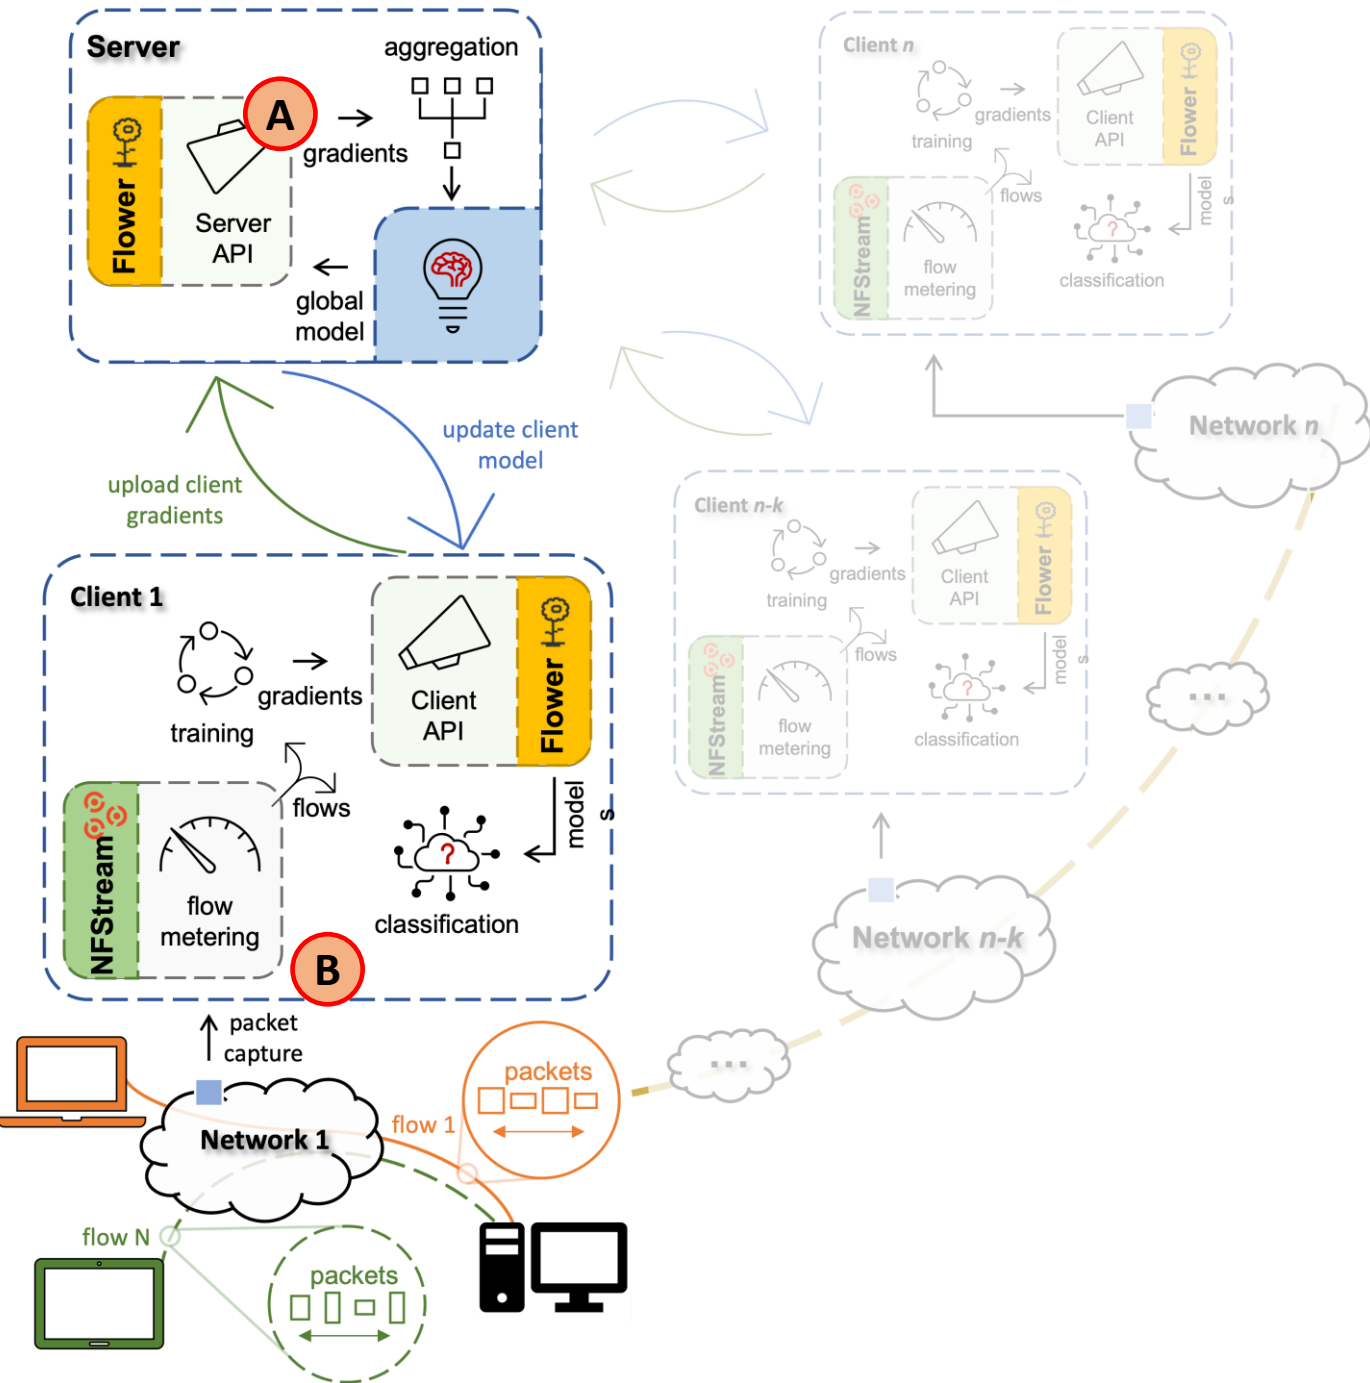 Server
aggregation
A
gradients
Flower
Server
API
global
model
update client
model
upload client
gradients
Client 1
training
gradients
Client
API
Flower
flows
model
s
NFStream
flow
metering
?
classification
B
packet
capture
Network 1
flow 1
packets
flow N
packets
Client n
training
gradients
Client
API
Flower
flows
model
s
NFStream
flow
metering
?
classification
Network n
Client n-k
training
gradients
Client
API
Flower
flows
model
s
NFStream
flow
metering
?
classification
...
Network n-k
...